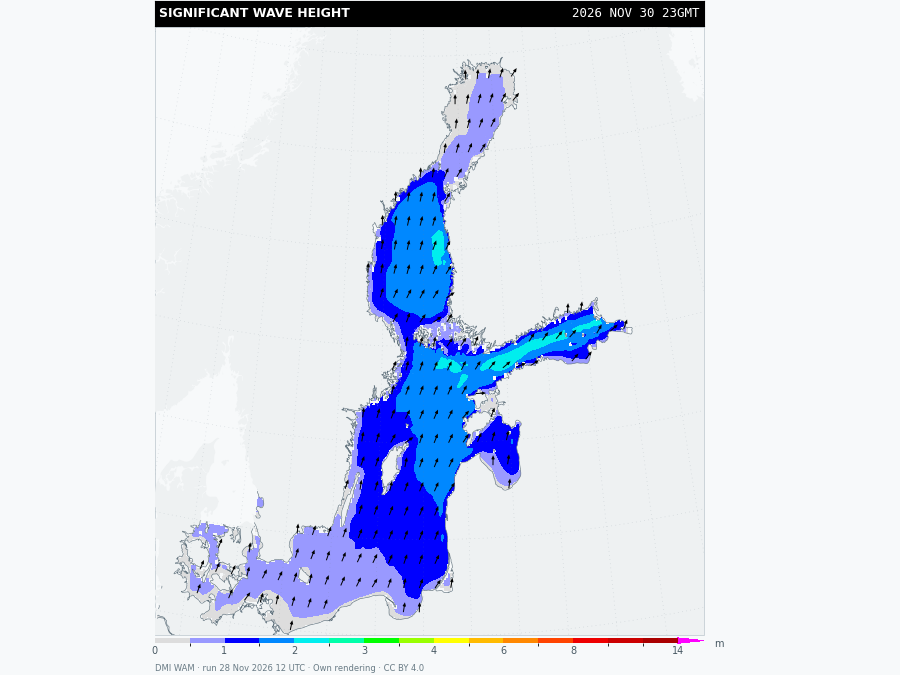 SIGNIFICANT WAVE HEIGHT 2026 NOV 30 23GMT
0 1 2 3 4 6 8 14 m
DMI WAM · run 28 Nov 2026 12 UTC · Own rendering · CC BY 4.0